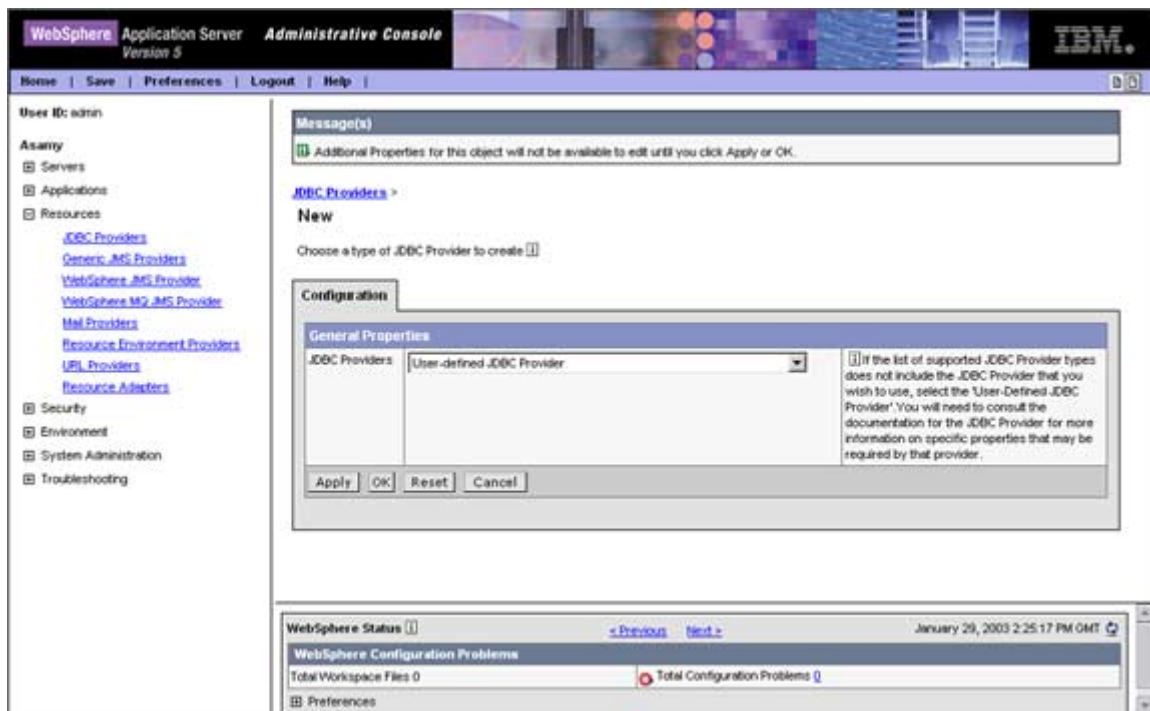 WebSphere Application Server Administrative Console
Version 5
IBM.
Home | Save | Preferences | Logout | Help |
User ID: admin
Asamy
Servers
Applications
Resources
JDBC Providers
Generic JMS Providers
WebSphere JMS Provider
WebSphere MQ JMS Provider
Mail Providers
Resource Environment Providers
URL Providers
Resource Adapters
Security
Environment
System Administration
Troubleshooting
Message(s)
Additional Properties for this object will not be available to edit until you click Apply or OK.
JDBC Providers >
New
Choose a type of JDBC Provider to create
Configuration
General Properties
JDBC Providers
User-defined JDBC Provider
If the list of supported JDBC Provider types
does not include the JDBC Provider that you
wish to use, select the 'User-Defined JDBC
Provider'.You will need to consult the
documentation for the JDBC Provider for more
information on specific properties that may be
required by that provider.
Apply OK Reset Cancel
WebSphere Status < Previous Next > January 29, 2003 2:25:17 PM GMT
WebSphere Configuration Problems
Total Workspace Files 0 Total Configuration Problems 0
Preferences